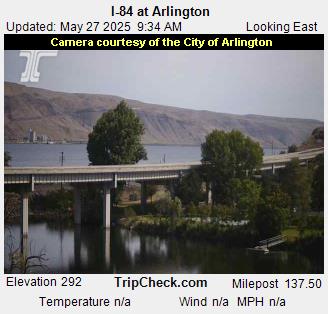 I-84 at Arlington
Updated: May 27 2025 9:34 AM Looking East
Camera courtesy of the City of Arlington
Elevation 292 TripCheck.com Milepost 137.50
Temperature n/a Wind n/a MPH n/a